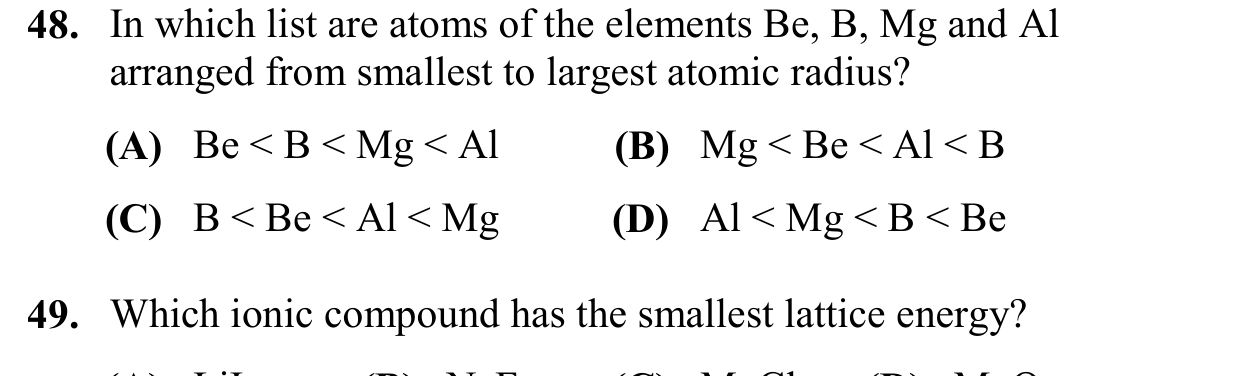 48. In which list are atoms of the elements Be, B, Mg and Al
arranged from smallest to largest atomic radius?
(A) Be < B < Mg < Al (B) Mg < Be < Al < B
(C) B < Be < Al < Mg (D) Al < Mg < B < Be
49. Which ionic compound has the smallest lattice energy?